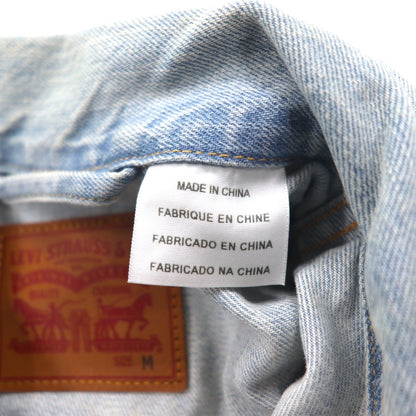 MADE IN CHINA
FABRIQUE EN CHINE
FABRICADO EN CHINA
FABRICADO NA CHINA
LEVI STRAUSS &
SIZE M